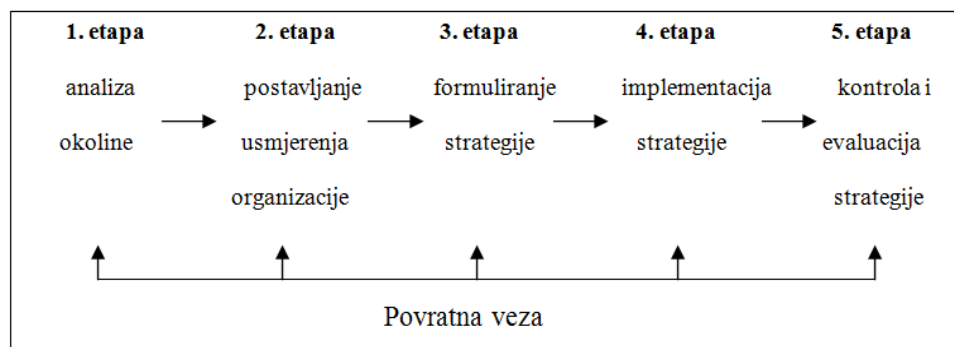 1. etapa 2. etapa 3. etapa 4. etapa 5. etapa
analiza postavljanje formuliranje implementacija kontrola i
okoline usmjerenja strategije strategije evaluacija
organizacije strategije
Povratna veza